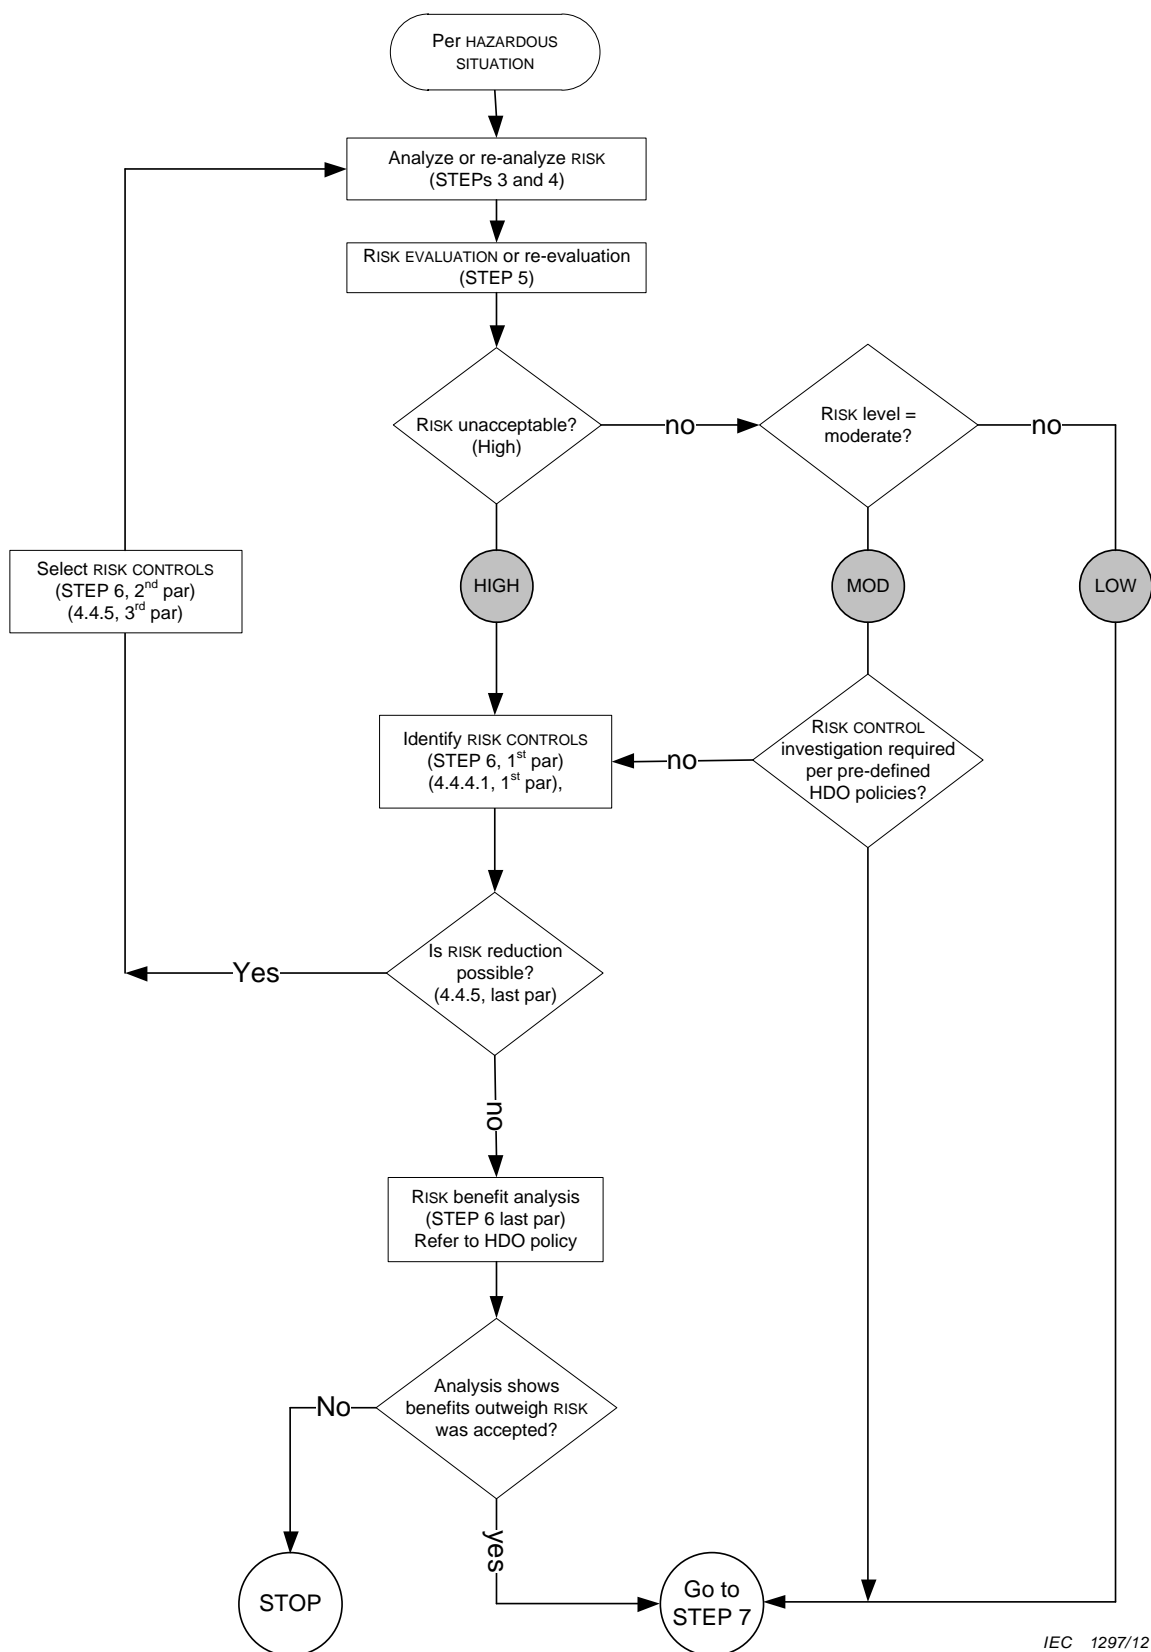 Per HAZARDOUS
SITUATION
Analyze or re-analyze RISK
(STEPs 3 and 4)
RISK EVALUATION or re-evaluation
(STEP 5)
RISK unacceptable?
(High)
no
RISK level =
moderate?
no
Select RISK CONTROLS
(STEP 6, 2nd par)
(4.4.5, 3rd par)
HIGH
MOD
LOW
Identify RISK CONTROLS
(STEP 6, 1st par)
(4.4.4.1, 1st par),
no
RISK CONTROL
investigation required
per pre-defined
HDO policies?
Is RISK reduction
possible?
(4.4.5, last par)
Yes
no
RISK benefit analysis
(STEP 6 last par)
Refer to HDO policy
Analysis shows
benefits outweigh RISK
was accepted?
No
yes
STOP
Go to
STEP 7
IEC 1297/12